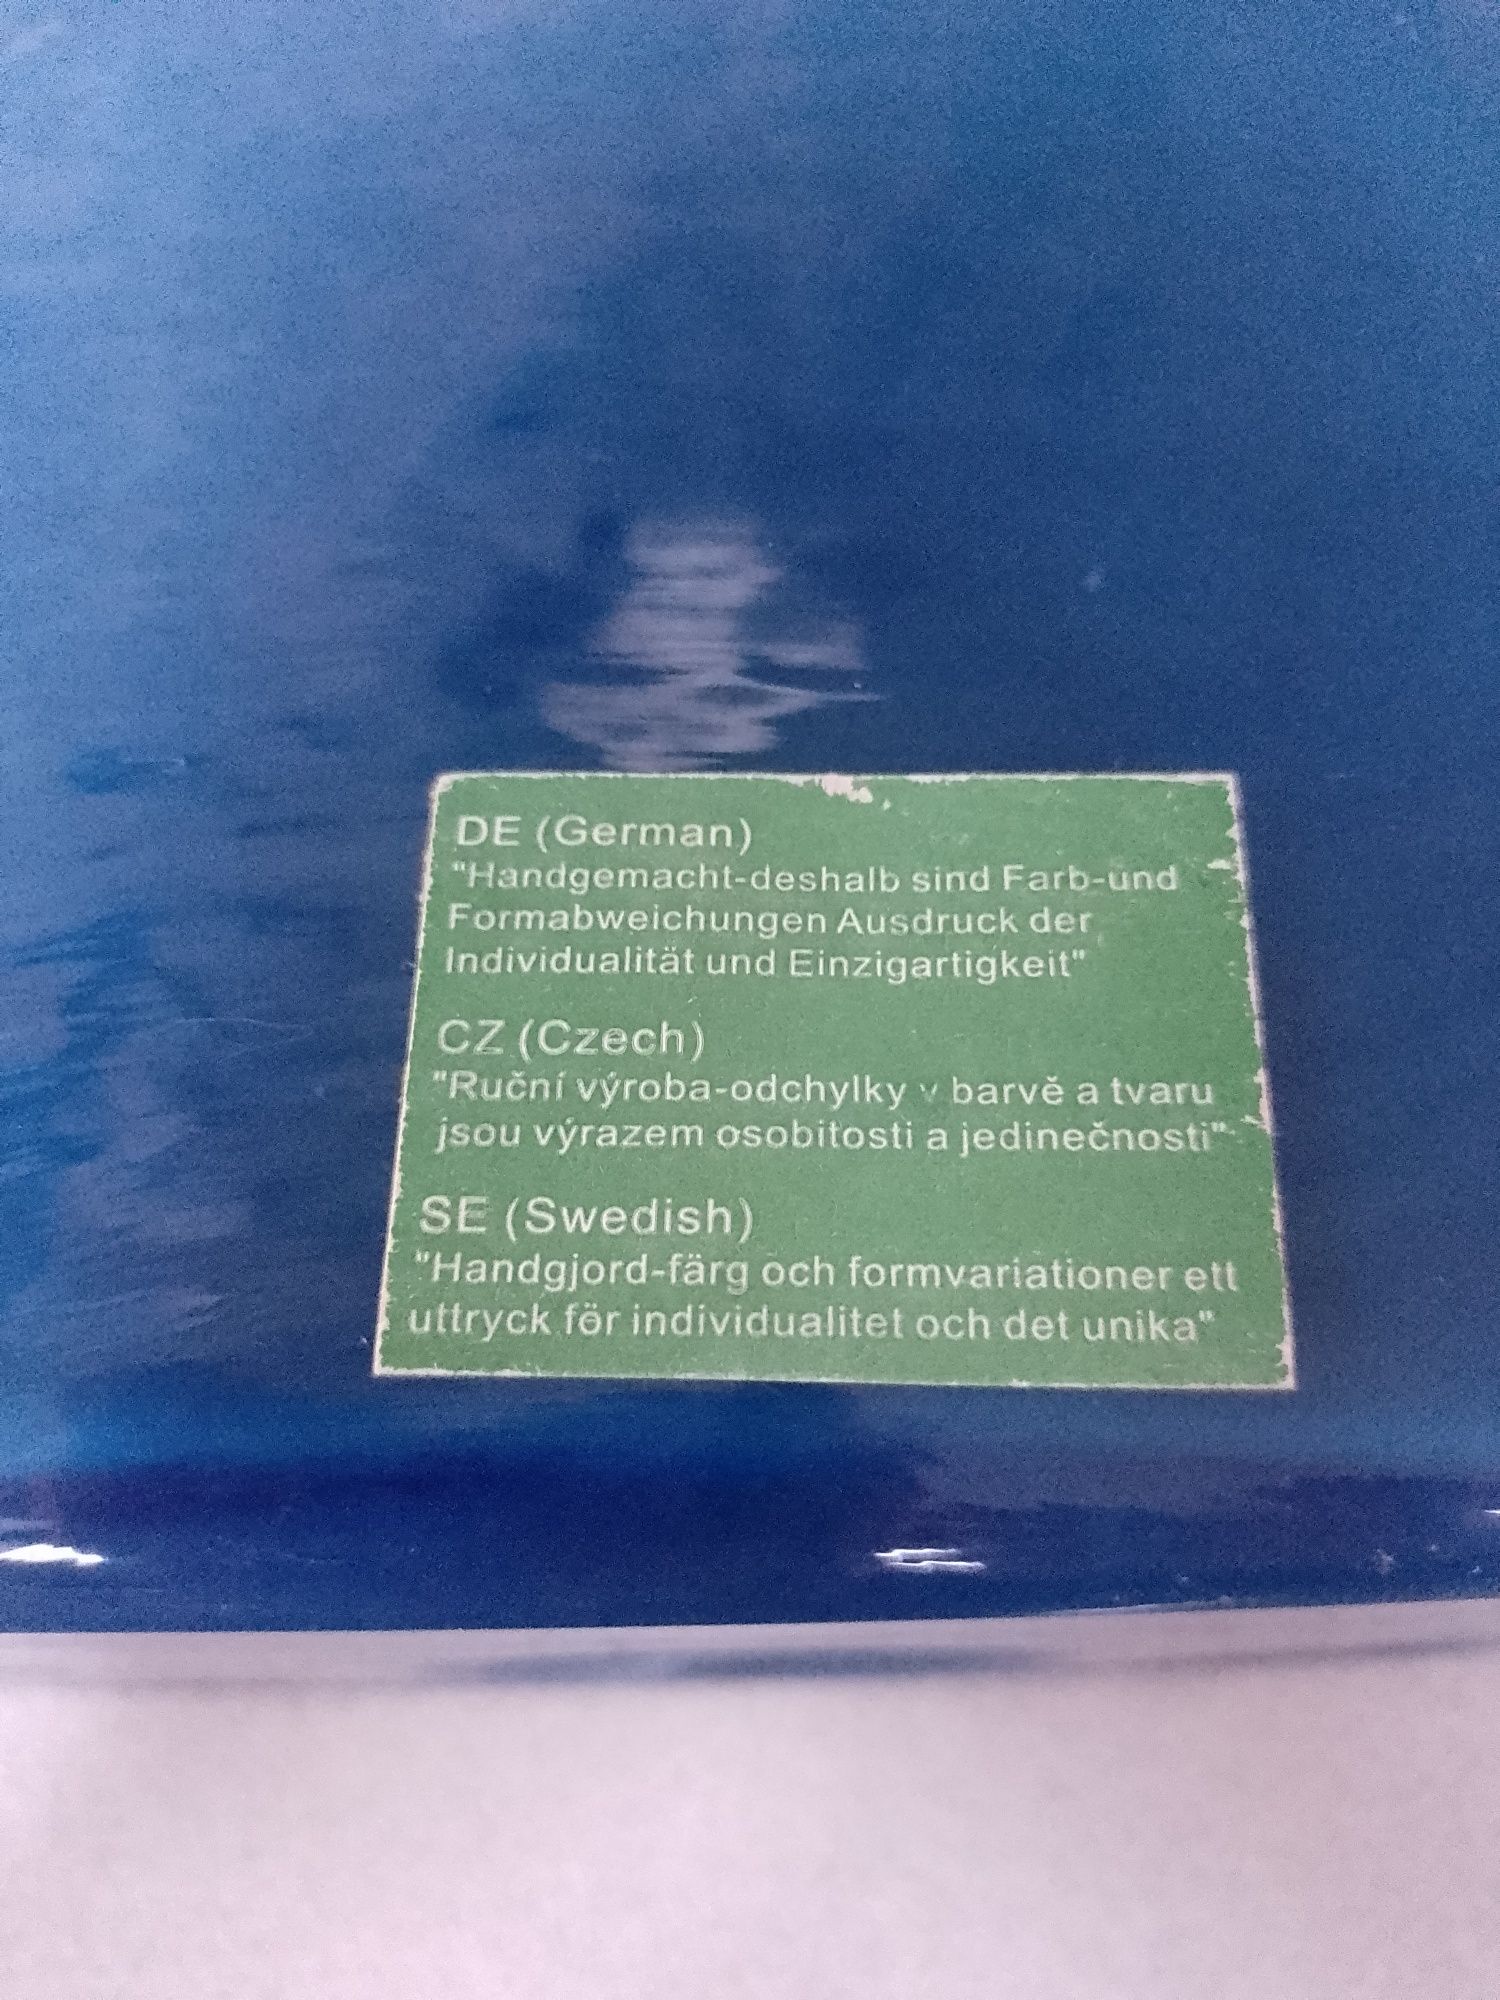 DE (German)
"Handgemacht-deshalb sind Farb-und
Formabweichungen Ausdruck der
Individualität und Einzigartigkeit"
CZ (Czech)
"Ruční výroba-odchylky v barvě a tvaru
jsou výrazem osobitosti a jedinečnosti"
SE (Swedish)
"Handgjord-färg och formvariationer ett
uttryck för individualitet och det unika"